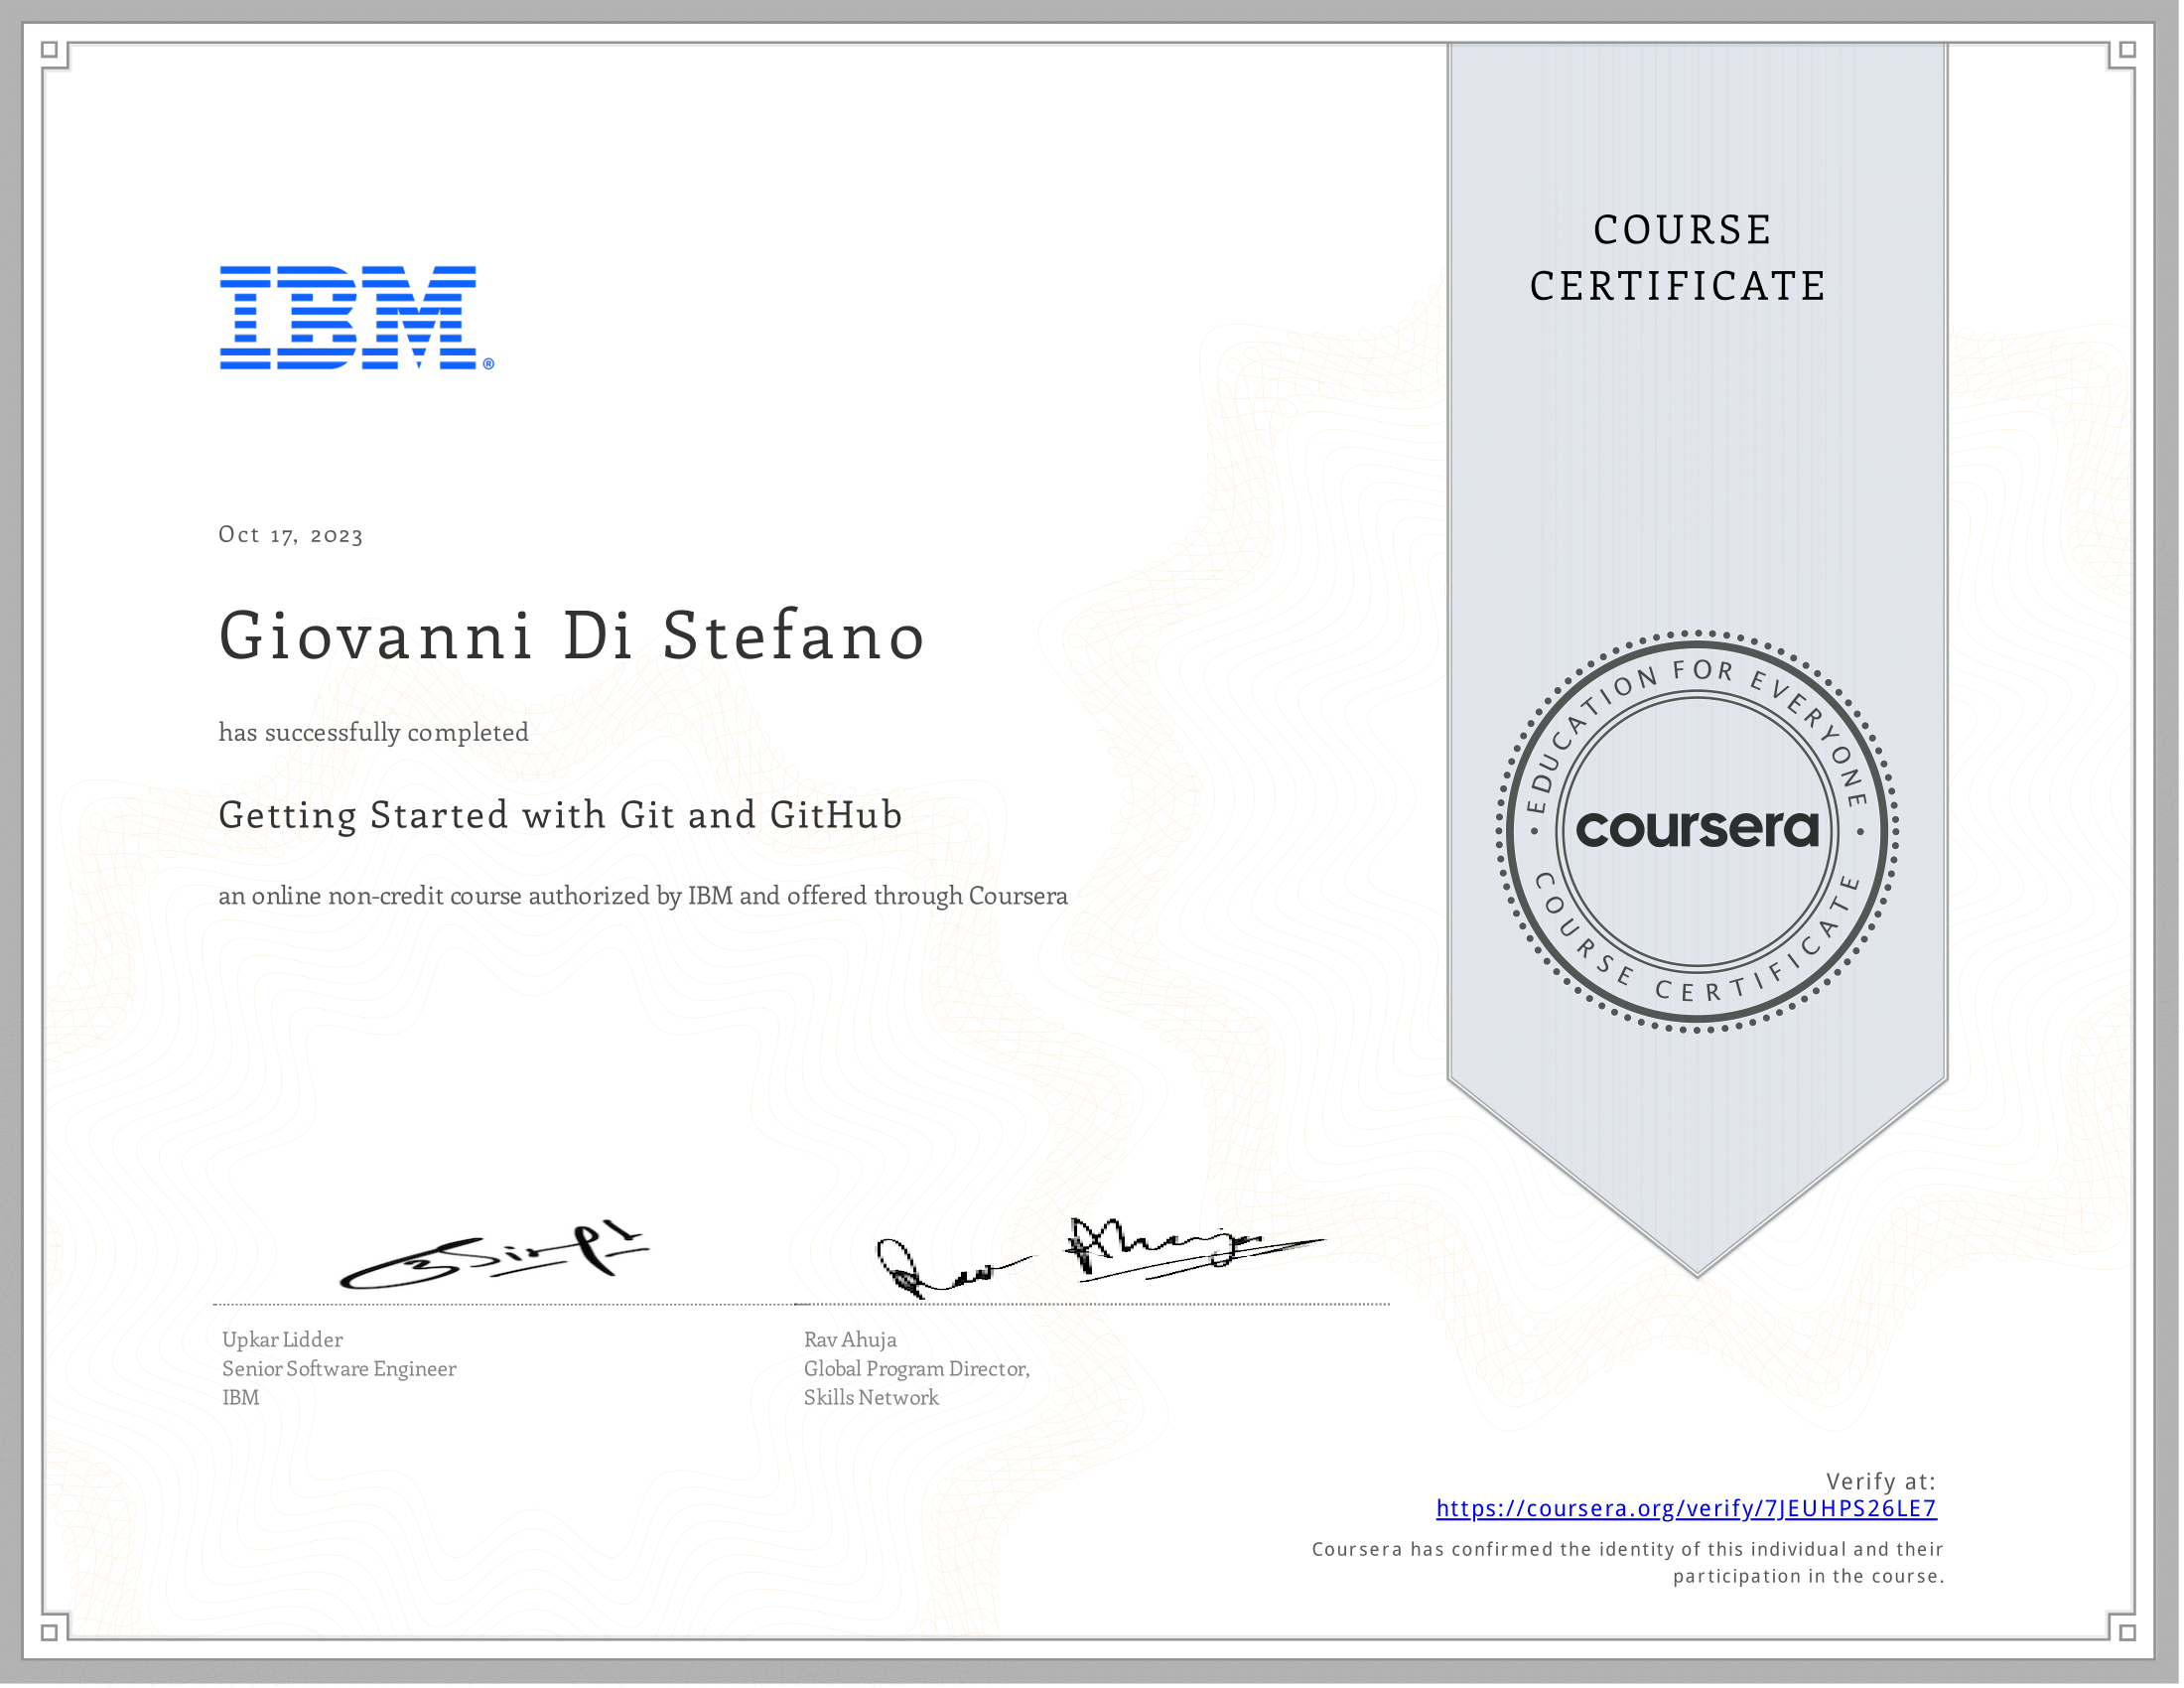 COURSE
CERTIFICATE
IBM®
Oct 17, 2023
Giovanni Di Stefano
has successfully completed
Getting Started with Git and GitHub
an online non-credit course authorized by IBM and offered through Coursera
EDUCATION FOR EVERYONE
coursera
COURSE CERTIFICATE
Upkar Lidder
Senior Software Engineer
IBM
Rav Ahuja
Global Program Director,
Skills Network
Verify at:
https://coursera.org/verify/7JEUHPS26LE7
Coursera has confirmed the identity of this individual and their
participation in the course.